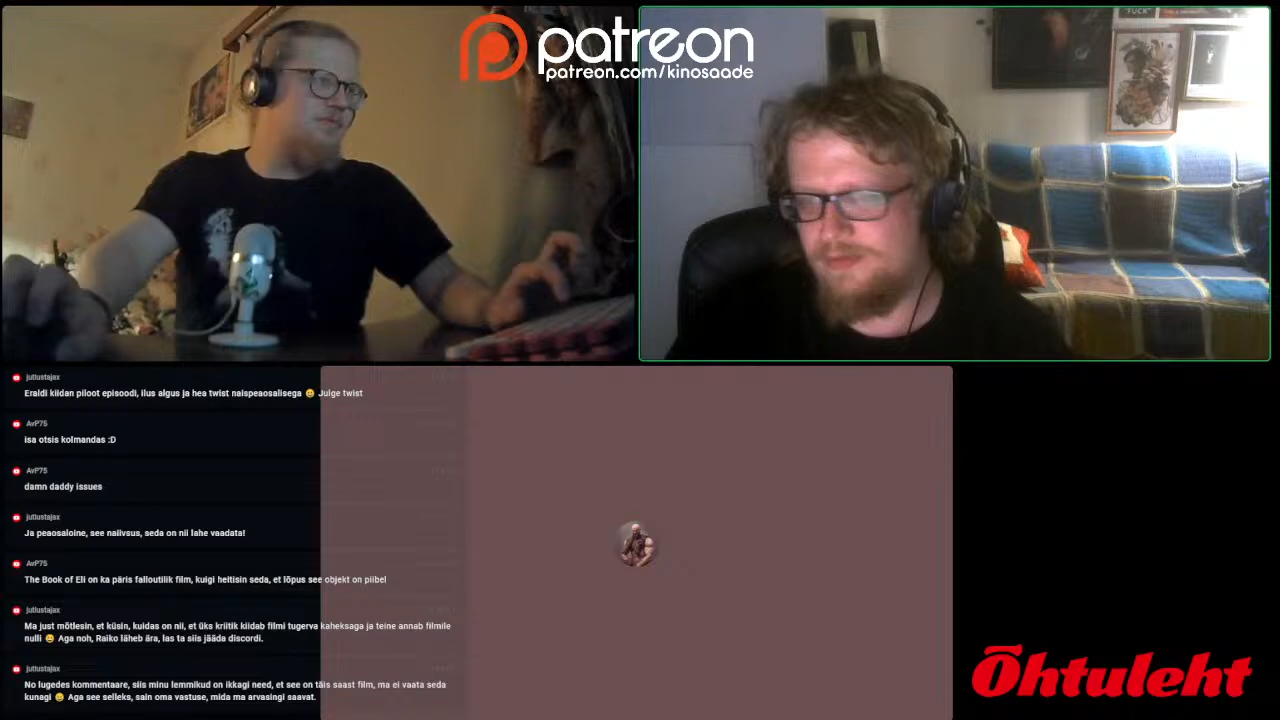 patreon
patreon.com/kinosaade
"FUCK"
jutlustajax
Eraldi kiidan piloot episoodi, ilus algus ja hea twist naispeaosalisega 😀 Julge twist
AvP75
isa otsis kolmandas :D
AvP75
damn daddy issues
jutlustajax
Ja peaosaloine, see naiivsus, seda on nii lahe vaadata!
AvP75
The Book of Eli on ka päris falloutilik film, kuigi heitisin seda, et lõpus see objekt on piibel
jutlustajax
Ma just mõtlesin, et küsin, kuidas on nii, et üks kriitik kiidab filmi tugerva kaheksaga ja teine annab filmile
nulli 😀 Aga noh, Raiko läheb ära, las ta siis jääda discordi.
jutlustajax
No lugedes kommentaare, siis minu lemmikud on ikkagi need, et see on täis saast film, ma ei vaata seda
kunagi 😀 Aga see selleks, sain oma vastuse, mida ma arvasingi saavat.
Õhtuleht